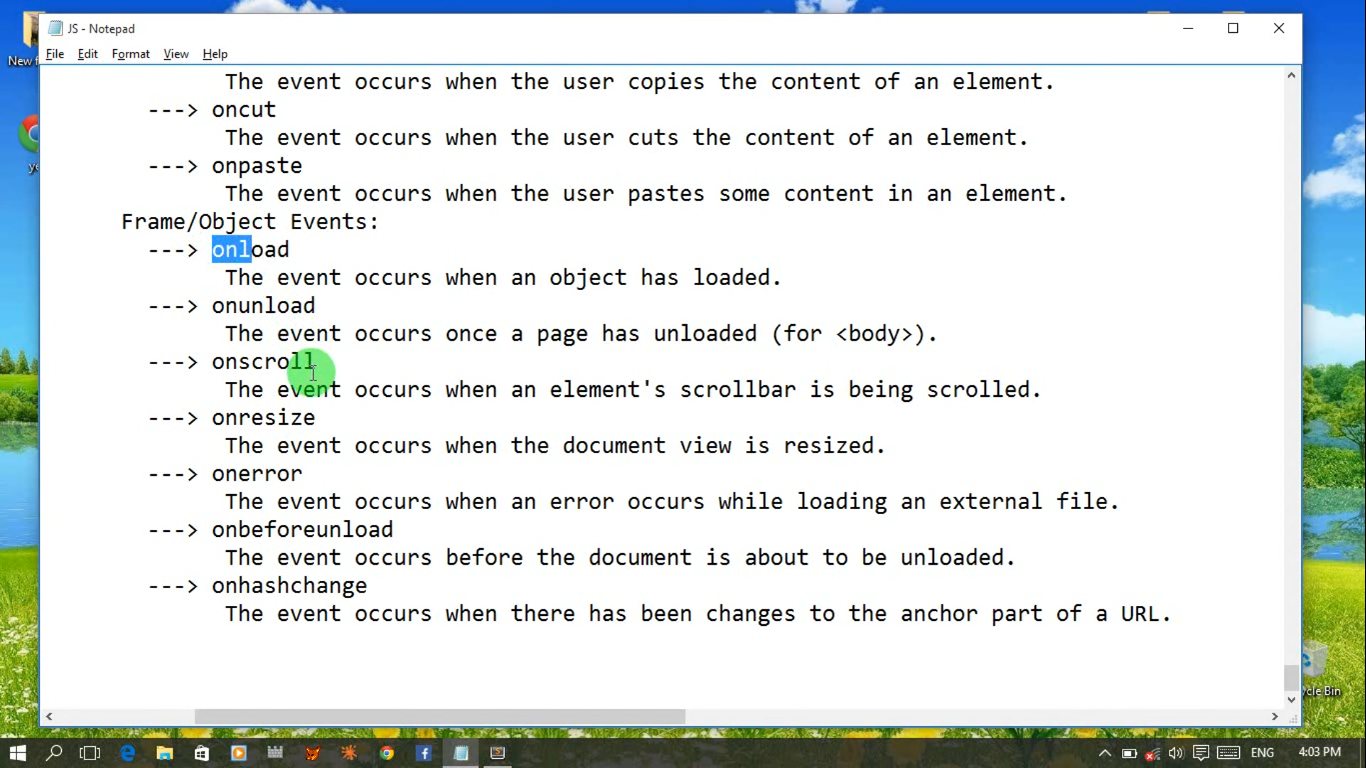 New f
JS - Notepad
File Edit Format View Help
The event occurs when the user copies the content of an element.
---> oncut
The event occurs when the user cuts the content of an element.
---> onpaste
The event occurs when the user pastes some content in an element.
Frame/Object Events:
---> onload
The event occurs when an object has loaded.
---> onunload
The event occurs once a page has unloaded (for <body>).
---> onscroll
The event occurs when an element's scrollbar is being scrolled.
---> onresize
The event occurs when the document view is resized.
---> onerror
The event occurs when an error occurs while loading an external file.
---> onbeforeunload
The event occurs before the document is about to be unloaded.
---> onhashchange
The event occurs when there has been changes to the anchor part of a URL.
ye
cle Bin
ENG 4:03 PM